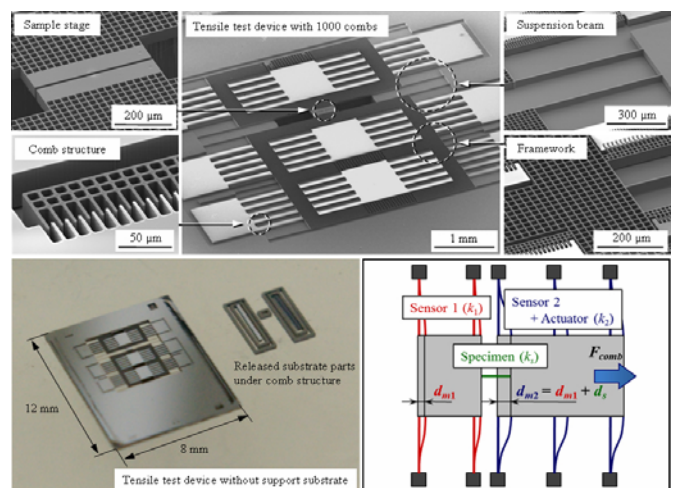 Sample stage
Tensile test device with 1000 combs
Suspension beam
200 μm
300 μm
Comb structure
Framework
50 μm
1 mm
200 μm
Sensor 1 (k1)
Sensor 2
+ Actuator (k2)
Released substrate parts
under comb structure
Specimen (ks)
Fcomb
dm1
dm2 = dm1 + ds
12 mm
8 mm
Tensile test device without support substrate